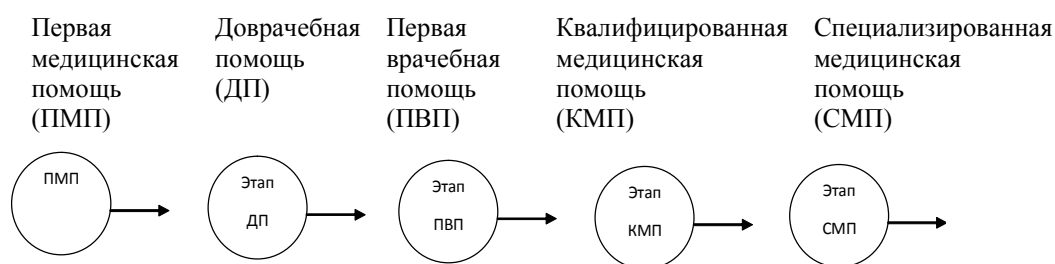 Первая
медицинская
помощь
(ПМП)
Доврачебная
помощь
(ДП)
Первая
врачебная
помощь
(ПВП)
Квалифицированная
медицинская
помощь
(КМП)
Специализированная
медицинская
помощь
(СМП)
ПМП
Этап
ДП
Этап
ПВП
Этап
КМП
Этап
СМП